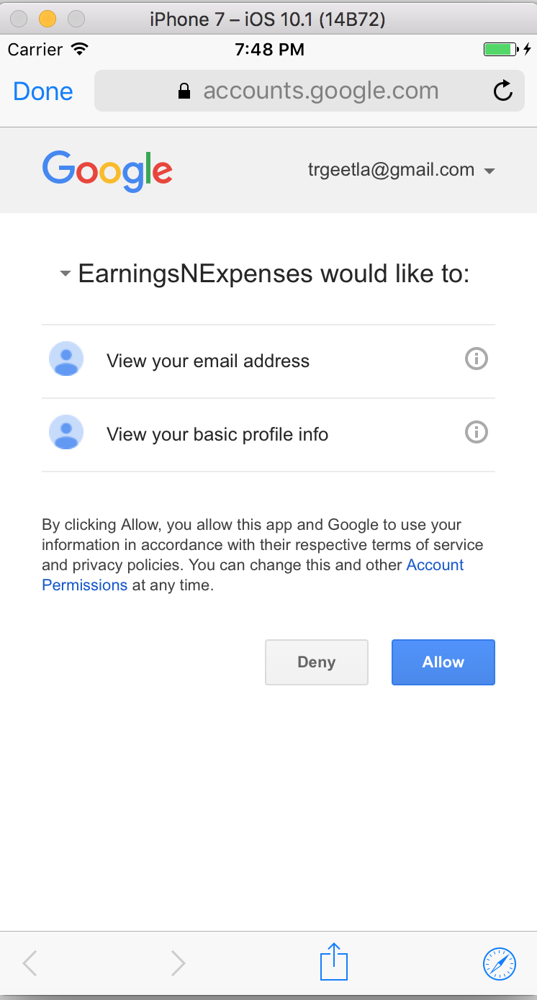 iPhone 7 – iOS 10.1 (14B72)
Carrier 7:48 PM
Done accounts.google.com
Google trgeetla@gmail.com
EarningsNExpenses would like to:
View your email address
View your basic profile info
By clicking Allow, you allow this app and Google to use your
information in accordance with their respective terms of service
and privacy policies. You can change this and other Account
Permissions at any time.
Deny Allow